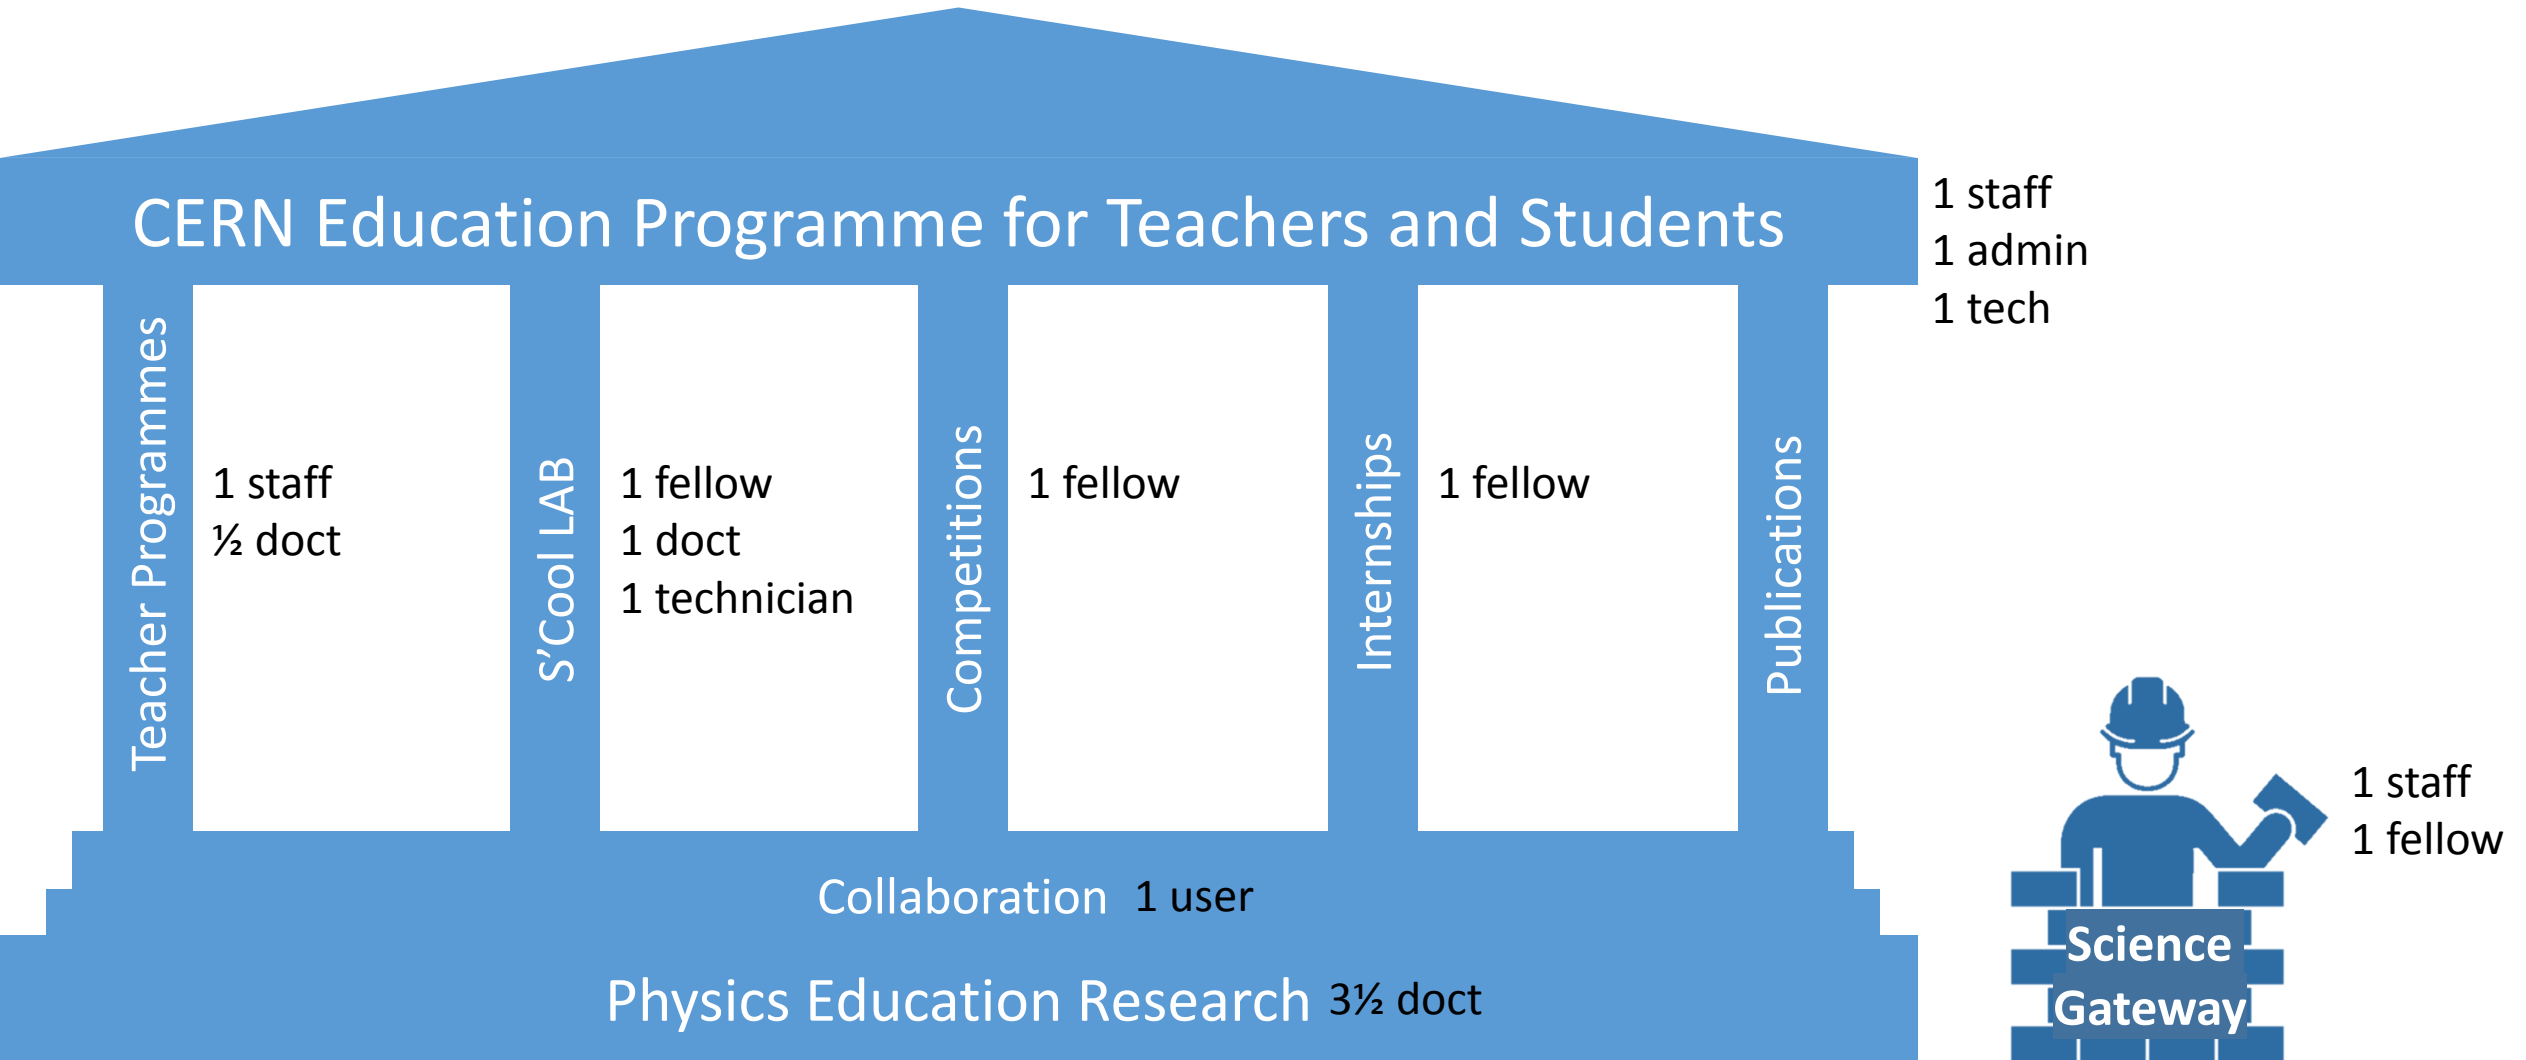 CERN Education Programme for Teachers and Students
1 staff
1 admin
1 tech
Teacher Programmes
1 staff
½ doct
S’Cool LAB
1 fellow
1 doct
1 technician
Competitions
1 fellow
Internships
1 fellow
Publications
Collaboration 1 user
Physics Education Research 3½ doct
1 staff
1 fellow
Science
Gateway